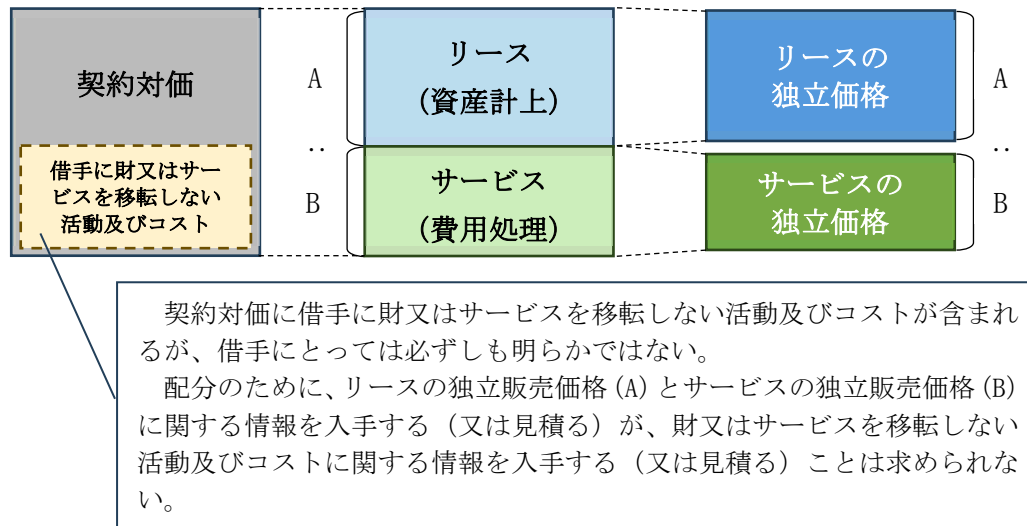 契約対価
借手に財又はサー
ビスを移転しない
活動及びコスト
A
..
B
リース
(資産計上)
サービス
(費用処理)
リースの
独立価格
サービスの
独立価格
A
..
B
契約対価に借手に財又はサービスを移転しない活動及びコストが含まれ
るが、借手にとっては必ずしも明らかではない。
配分のために、リースの独立販売価格(A)とサービスの独立販売価格(B)
に関する情報を入手する（又は見積る）が、財又はサービスを移転しない
活動及びコストに関する情報を入手する（又は見積る）ことは求められな
い。